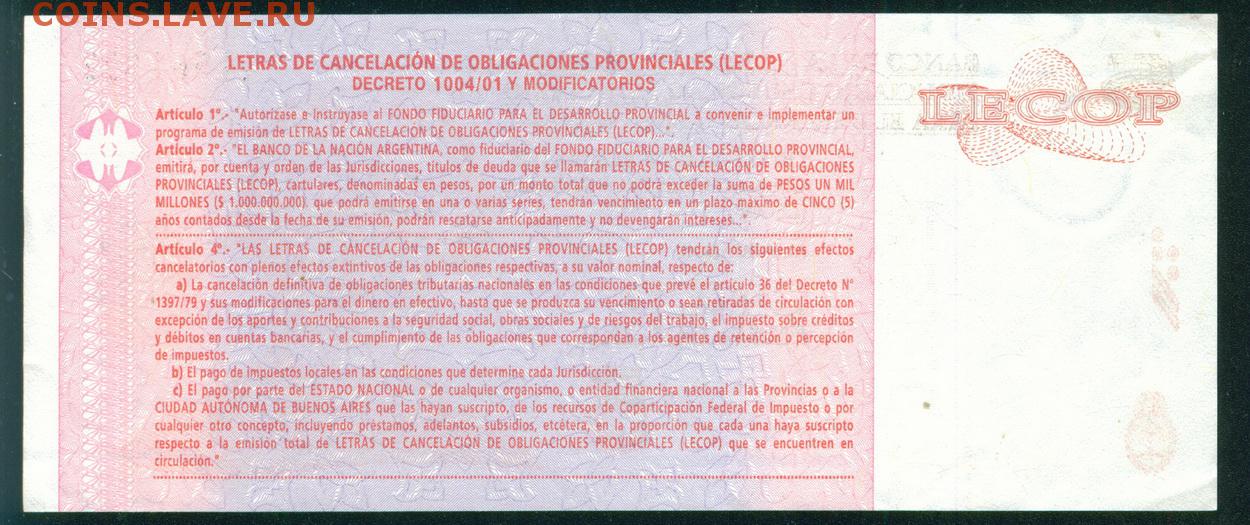 COINS.LAVE.RU
LETRAS DE CANCELACIÓN DE OBLIGACIONES PROVINCIALES (LECOP)
DECRETO 1004/01 Y MODIFICATORIOS
LECOP
Artículo 1º.- "Autorízase e Instrúyase al FONDO FIDUCIARIO PARA EL DESARROLLO PROVINCIAL a convenir e implementar un
programa de emisión de LETRAS DE CANCELACIÓN DE OBLIGACIONES PROVINCIALES (LECOP)...".
Artículo 2º.- "EL BANCO DE LA NACIÓN ARGENTINA, como fiduciario del FONDO FIDUCIARIO PARA EL DESARROLLO PROVINCIAL,
emitirá, por cuenta y orden de las Jurisdicciones, títulos de deuda que se llamarán LETRAS DE CANCELACIÓN DE OBLIGACIONES
PROVINCIALES (LECOP), cartulares, denominadas en pesos, por un monto total que no podrá exceder la suma de PESOS UN MIL
MILLONES ($ 1.000.000.000). que podrá emitirse en una o varias series, tendrán vencimiento en un plazo máximo de CINCO (5)
años contados desde la fecha de su emisión, podrán rescatarse anticipadamente y no devengarán intereses...".
Artículo 4º.- "LAS LETRAS DE CANCELACIÓN DE OBLIGACIONES PROVINCIALES (LECOP) tendrán los siguientes efectos
cancelatorios con plenos efectos extintivos de las obligaciones respectivas, a su valor nominal, respecto de:
a) La cancelación definitiva de obligaciones tributarias nacionales en las condiciones que prevé el artículo 36 del Decreto Nº
1397/79 y sus modificaciones para el dinero en efectivo, hasta que se produzca su vencimiento o sean retiradas de circulación con
excepción de los aportes y contribuciones a la seguridad social, obras sociales y de riesgos del trabajo, el impuesto sobre créditos
y débitos en cuentas bancarias, y el cumplimiento de las obligaciones que correspondan a los agentes de retención o percepción
de impuestos.
b) El pago de impuestos locales en las condiciones que determine cada Jurisdicción.
c) El pago por parte del ESTADO NACIONAL o de cualquier organismo, o entidad financiera nacional a las Provincias o a la
CIUDAD AUTÓNOMA DE BUENOS AIRES que las hayan suscripto, de los recursos de Coparticipación Federal de Impuesto o por
cualquier otro concepto, incluyendo préstamos, adelantos, subsidios, etcétera, en la proporción que cada una haya suscripto
respecto a la emisión total de LETRAS DE CANCELACIÓN DE OBLIGACIONES PROVINCIALES (LECOP) que se encuentren en
circulación."